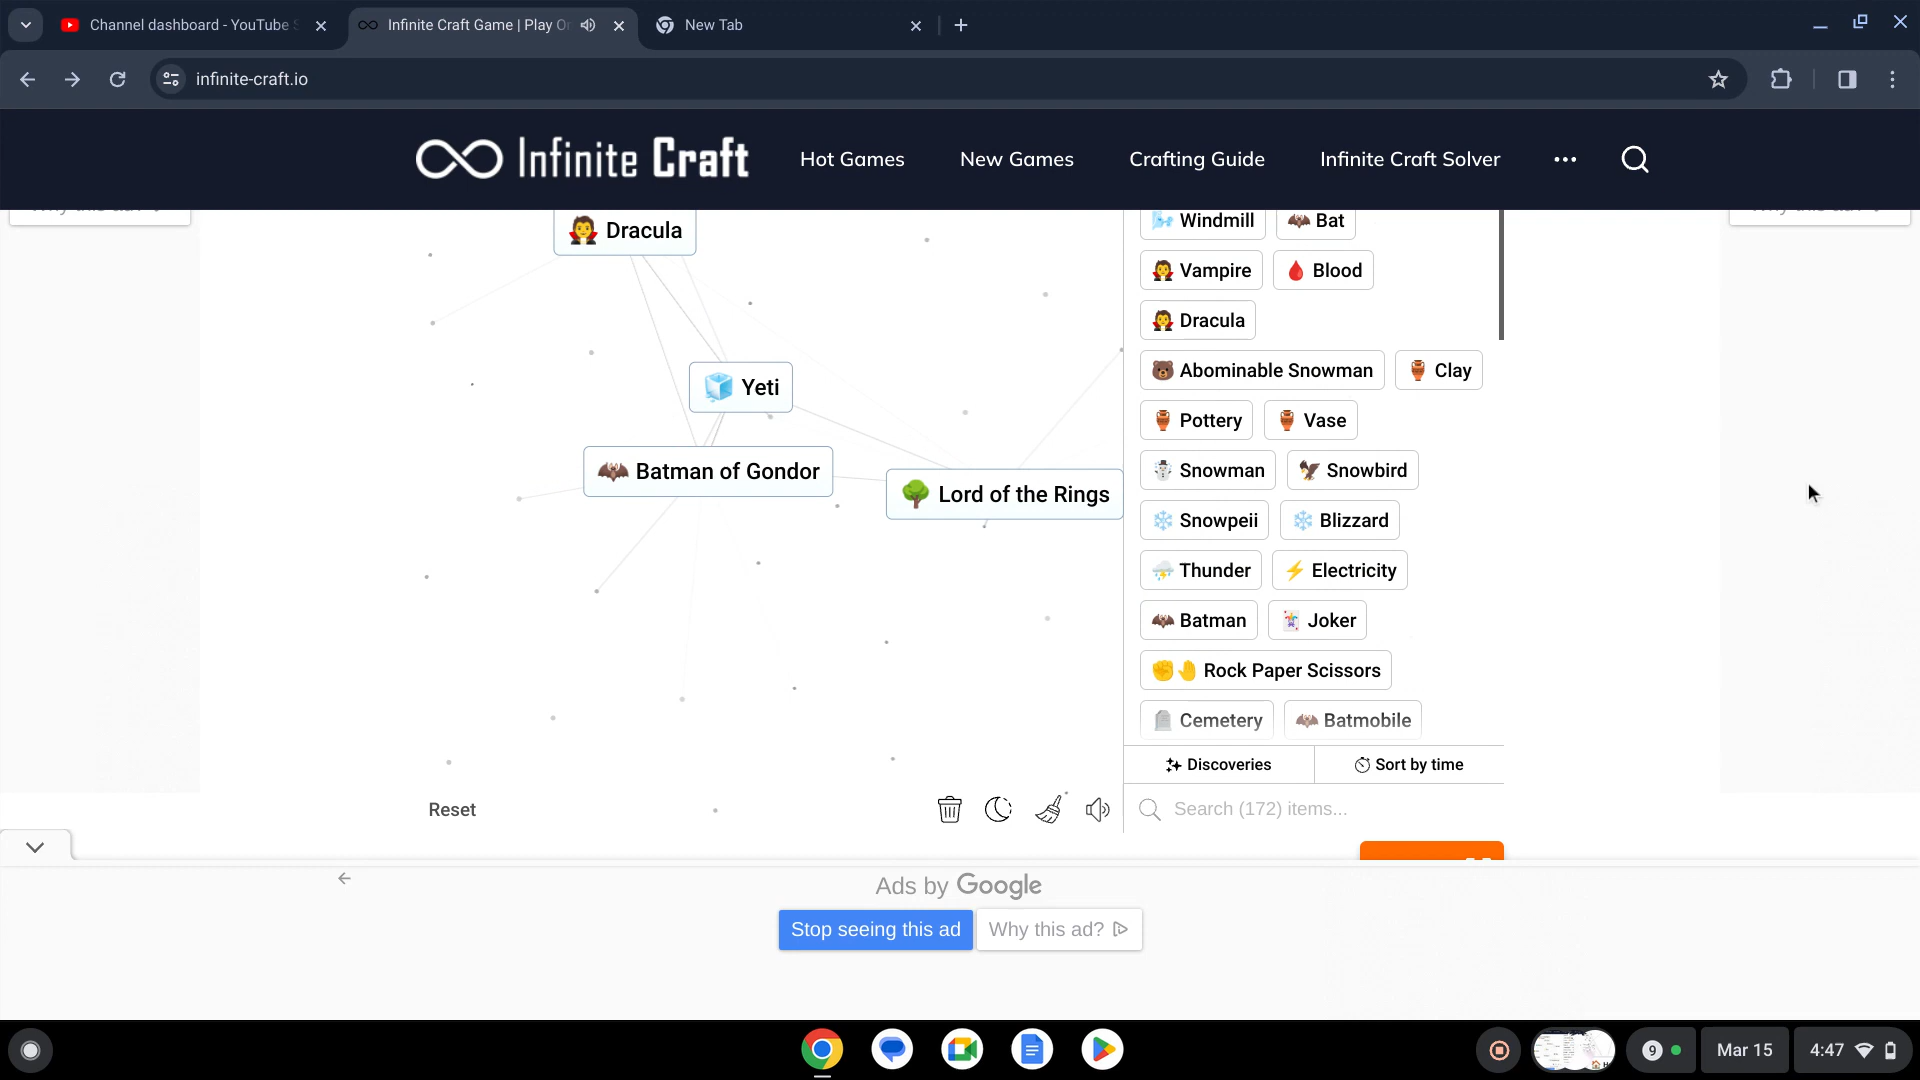 Channel dashboard - YouTube S
Infinite Craft Game | Play On
New Tab
infinite-craft.io
Infinite Craft
Hot Games
New Games
Crafting Guide
Infinite Craft Solver
Dracula
Yeti
Batman of Gondor
Lord of the Rings
Windmill
Bat
Vampire
Blood
Dracula
Abominable Snowman
Clay
Pottery
Vase
Snowman
Snowbird
Snowpeii
Blizzard
Thunder
Electricity
Batman
Joker
Rock Paper Scissors
Cemetery
Batmobile
Discoveries
Sort by time
Reset
Search (172) items...
Ads by Google
Stop seeing this ad
Why this ad?
9
Mar 15
4:47